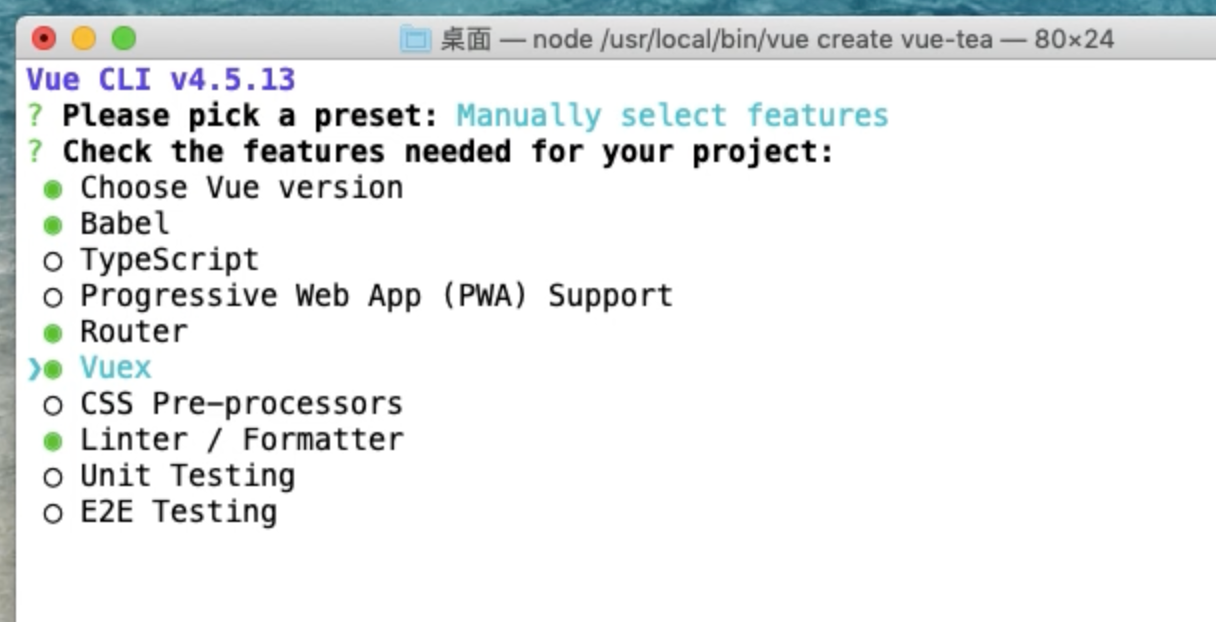 桌面 — node /usr/local/bin/vue create vue-tea — 80×24
Vue CLI v4.5.13
? Please pick a preset: Manually select features
? Check the features needed for your project:
◉ Choose Vue version
◉ Babel
◯ TypeScript
◯ Progressive Web App (PWA) Support
◉ Router
❯◉ Vuex
◯ CSS Pre-processors
◉ Linter / Formatter
◯ Unit Testing
◯ E2E Testing